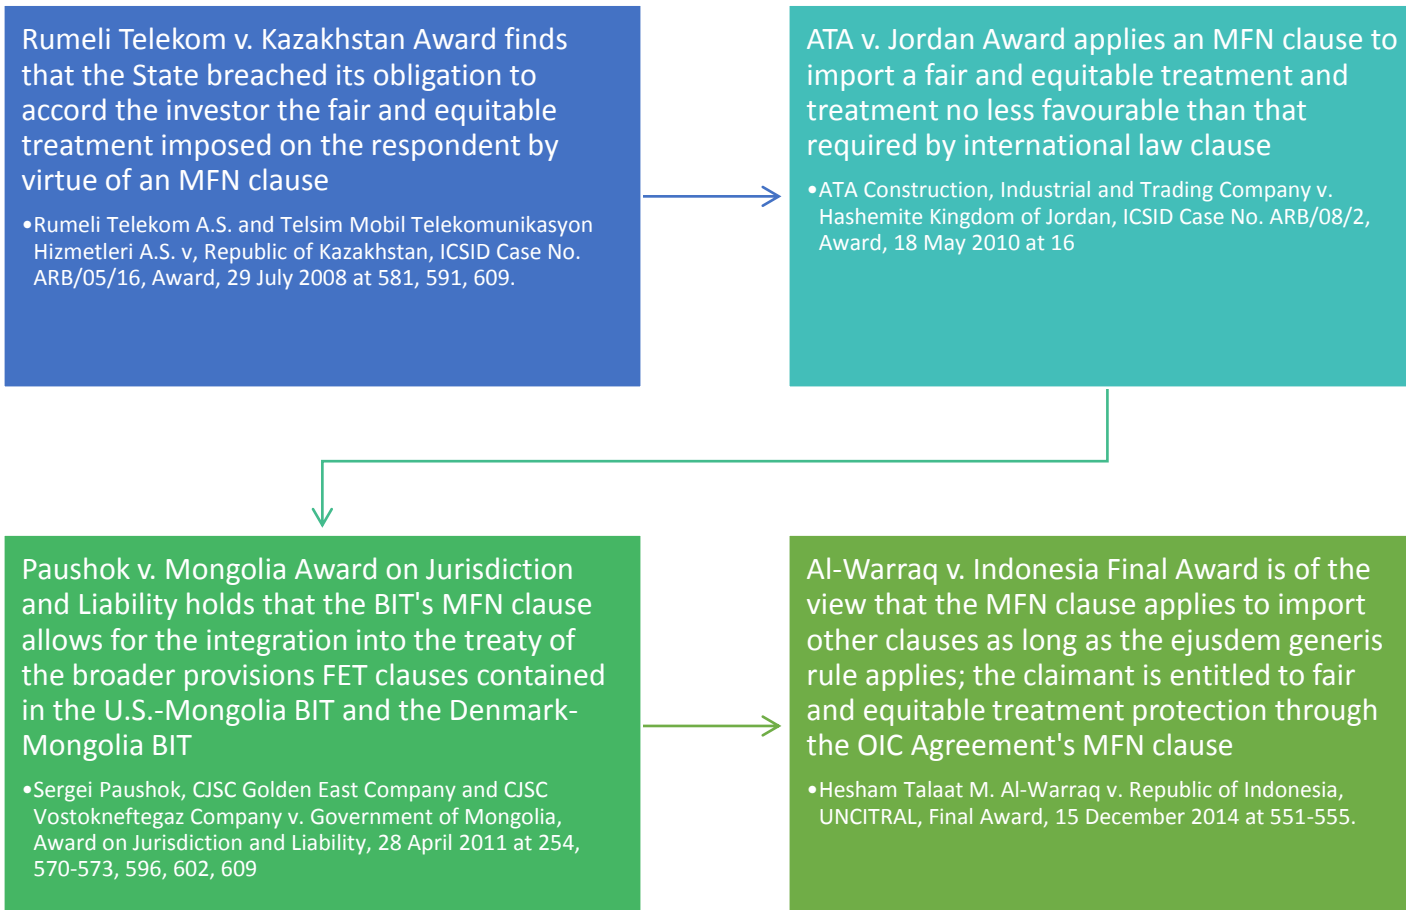 Rumeli Telekom v. Kazakhstan Award finds
that the State breached its obligation to
accord the investor the fair and equitable
treatment imposed on the respondent by
virtue of an MFN clause
•Rumeli Telekom A.S. and Telsim Mobil Telekomunikasyon
Hizmetleri A.S. v, Republic of Kazakhstan, ICSID Case No.
ARB/05/16, Award, 29 July 2008 at 581, 591, 609.
ATA v. Jordan Award applies an MFN clause to
import a fair and equitable treatment and
treatment no less favourable than that
required by international law clause
•ATA Construction, Industrial and Trading Company v.
Hashemite Kingdom of Jordan, ICSID Case No. ARB/08/2,
Award, 18 May 2010 at 16
Paushok v. Mongolia Award on Jurisdiction
and Liability holds that the BIT's MFN clause
allows for the integration into the treaty of
the broader provisions FET clauses contained
in the U.S.-Mongolia BIT and the Denmark-
Mongolia BIT
•Sergei Paushok, CJSC Golden East Company and CJSC
Vostokneftegaz Company v. Government of Mongolia,
Award on Jurisdiction and Liability, 28 April 2011 at 254,
570-573, 596, 602, 609
Al-Warraq v. Indonesia Final Award is of the
view that the MFN clause applies to import
other clauses as long as the ejusdem generis
rule applies; the claimant is entitled to fair
and equitable treatment protection through
the OIC Agreement's MFN clause
•Hesham Talaat M. Al-Warraq v. Republic of Indonesia,
UNCITRAL, Final Award, 15 December 2014 at 551-555.